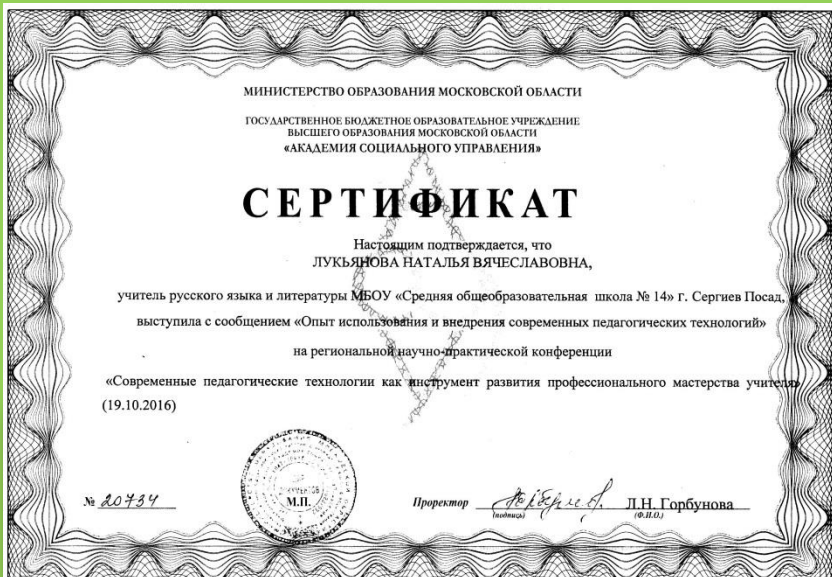 МИНИСТЕРСТВО ОБРАЗОВАНИЯ МОСКОВСКОЙ ОБЛАСТИ
ГОСУДАРСТВЕННОЕ БЮДЖЕТНОЕ ОБРАЗОВАТЕЛЬНОЕ УЧРЕЖДЕНИЕ
ВЫСШЕГО ОБРАЗОВАНИЯ МОСКОВСКОЙ ОБЛАСТИ
«АКАДЕМИЯ СОЦИАЛЬНОГО УПРАВЛЕНИЯ»
СЕРТИФИКАТ
Настоящим подтверждается, что
ЛУКЬЯНОВА НАТАЛЬЯ ВЯЧЕСЛАВОВНА,
учитель русского языка и литературы МБОУ «Средняя общеобразовательная школа № 14» г. Сергиев Посад,
выступила с сообщением «Опыт использования и внедрения современных педагогических технологий»
на региональной научно-практической конференции
«Современные педагогические технологии как инструмент развития профессионального мастерства учителя»
(19.10.2016)
№ 20734
М.П.
Проректор
Л.Н. Горбунова
(подпись)
(Ф.И.О.)